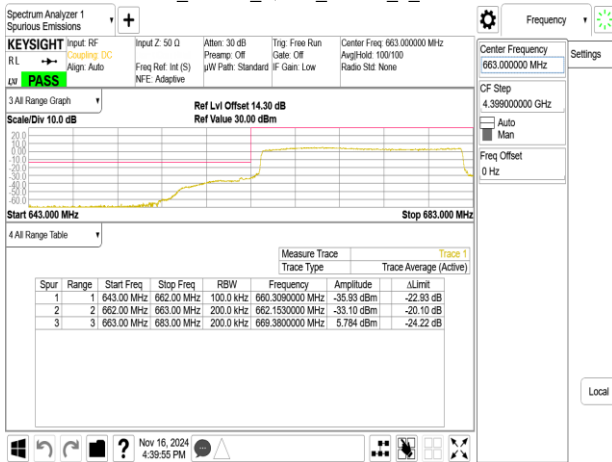 Spectrum Analyzer 1
Spurious Emissions
+
Frequency
KEYSIGHT Input: RF Input Z: 50 Ω Atten: 30 dB Trig: Free Run Center Freq: 663.000000 MHz
RL Coupling: DC Preamp: Off Gate: Off Avg|Hold: 100/100
Align: Auto Freq Ref: Int (S) µW Path: Standard IF Gain: Low Radio Std: None
LXI PASS NFE: Adaptive
Center Frequency
663.000000 MHz
Settings
CF Step
4.399000000 GHz
Auto
Man
Freq Offset
0 Hz
3 All Range Graph Ref Lvl Offset 14.30 dB
Scale/Div 10.0 dB Ref Value 30.00 dBm
20.0
10.0
0.00
-10.0
-20.0
-30.0
-40.0
-50.0
-60.0
Start 643.000 MHz Stop 683.000 MHz
4 All Range Table
Measure Trace Trace 1
Trace Type Trace Average (Active)
Spur Range Start Freq Stop Freq RBW Frequency Amplitude ΔLimit
1 1 643.00 MHz 662.00 MHz 100.0 kHz 660.3090000 MHz -35.93 dBm -22.93 dB
2 2 662.00 MHz 663.00 MHz 200.0 kHz 662.1530000 MHz -33.10 dBm -20.10 dB
3 3 663.00 MHz 683.00 MHz 200.0 kHz 669.3800000 MHz 5.784 dBm -24.22 dB
Local
? Nov 16, 2024
4:39:55 PM